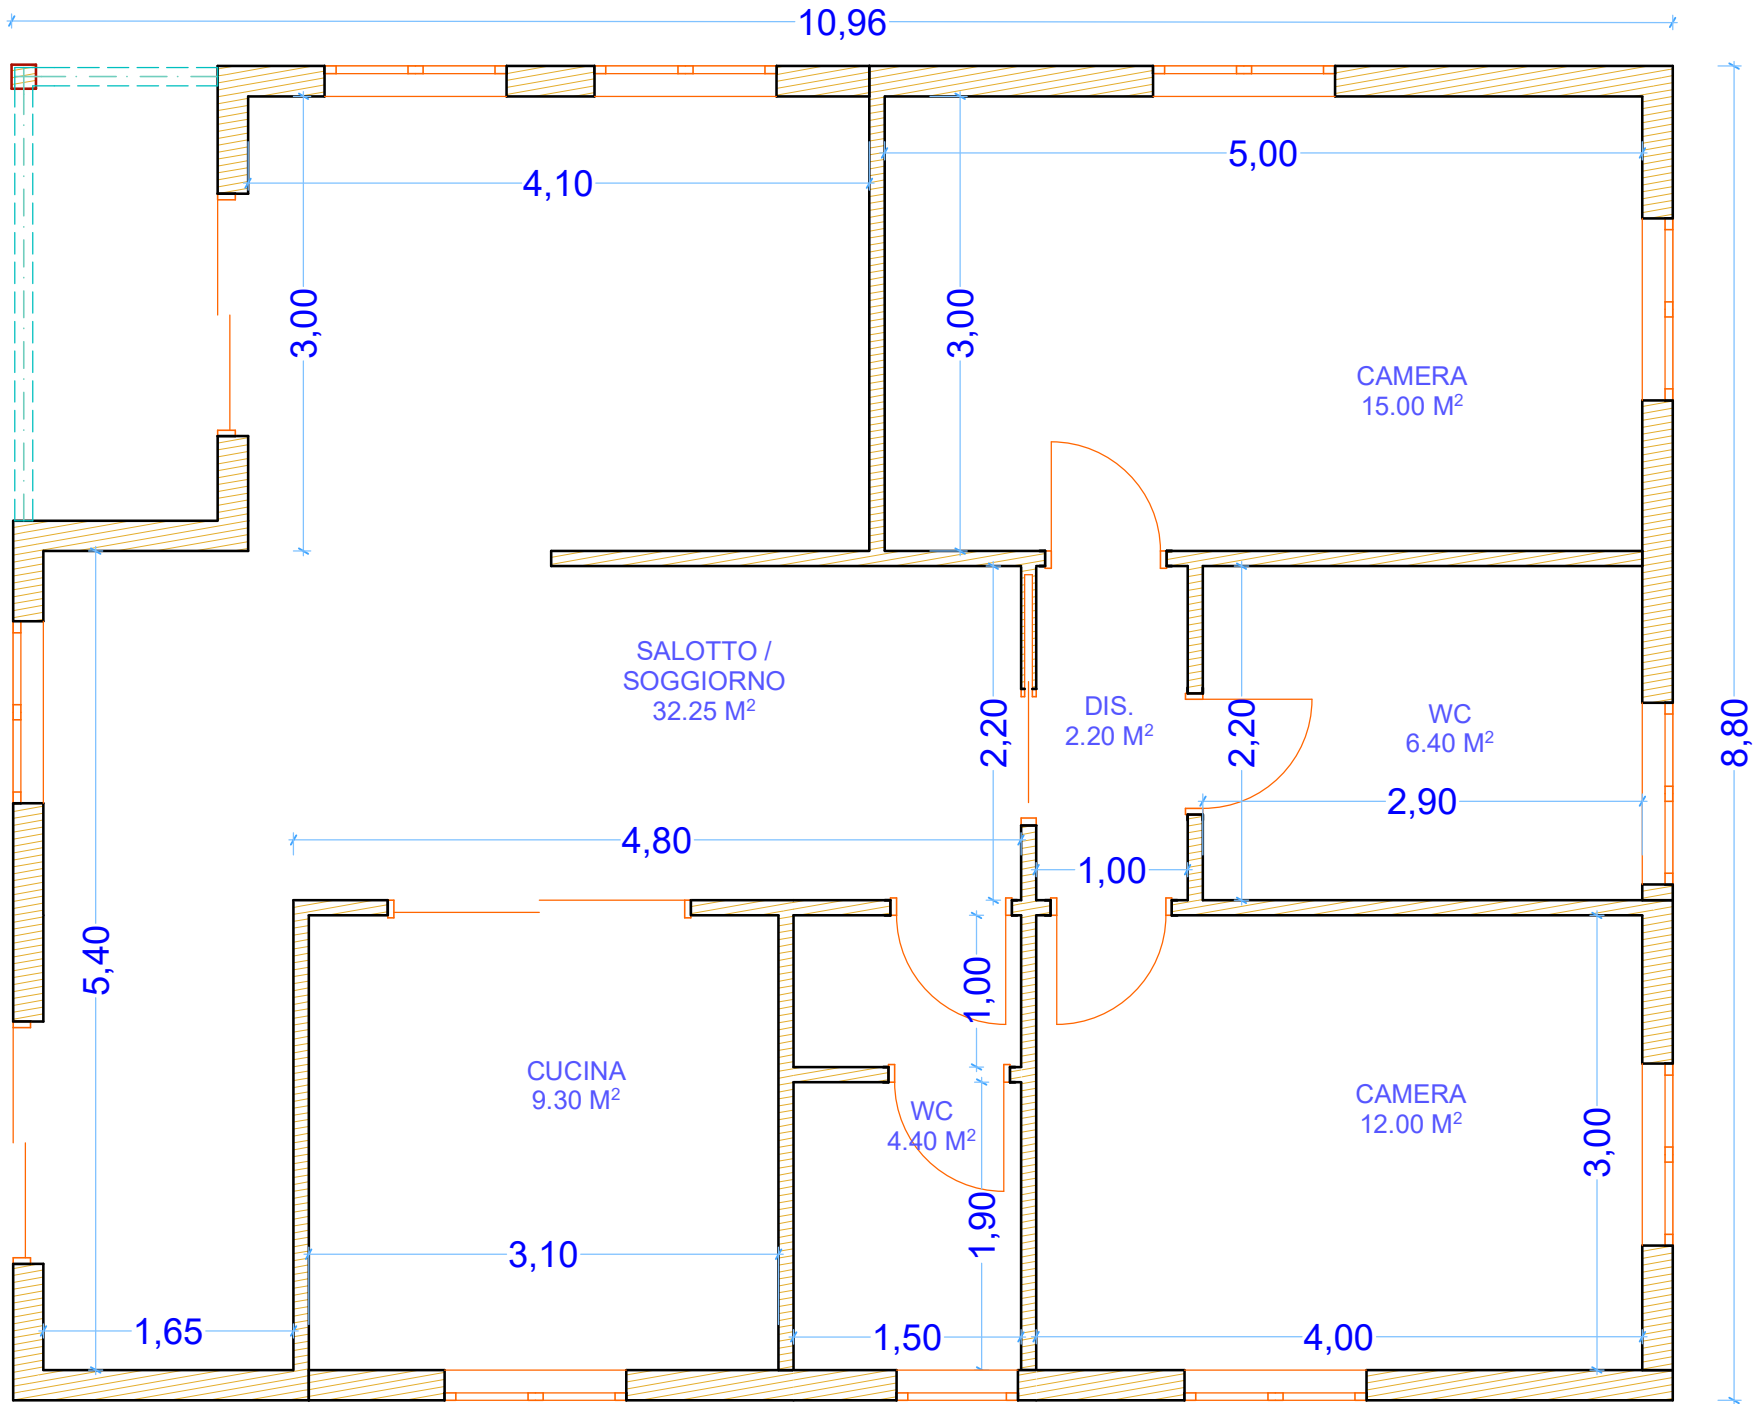 10,96
5,00
4,10
3,00
3,00
CAMERA
15.00 M²
SALOTTO /
SOGGIORNO
32.25 M²
2,20
DIS.
2.20 M²
2,20
WC
6.40 M²
8,80
2,90
4,80
1,00
5,40
1,00
CUCINA
9.30 M²
WC
4.40 M²
CAMERA
12.00 M²
3,00
1,90
3,10
1,65
1,50
4,00